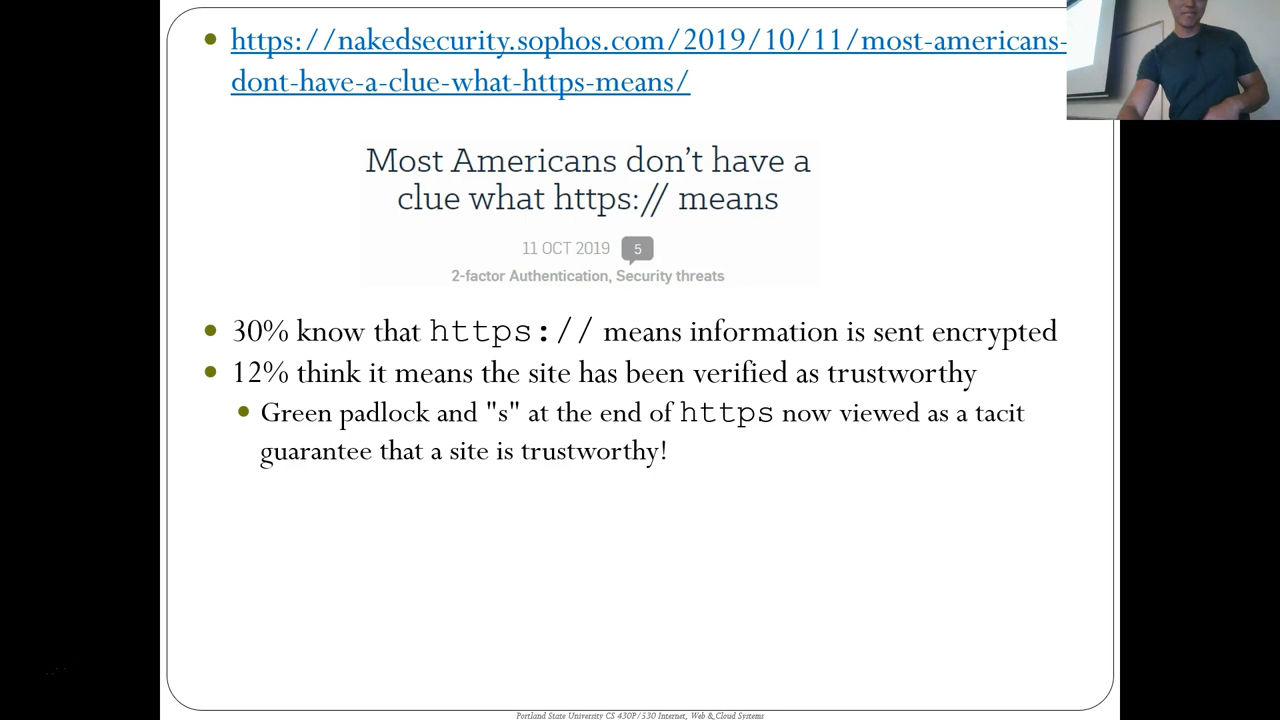 https://nakedsecurity.sophos.com/2019/10/11/most-americans-
dont-have-a-clue-what-https-means/
Most Americans don't have a
clue what https:// means
11 OCT 2019 5
2-factor Authentication, Security threats
30% know that https:// means information is sent encrypted
12% think it means the site has been verified as trustworthy
Green padlock and "s" at the end of https now viewed as a tacit
guarantee that a site is trustworthy!
Portland State University CS 430P/530 Internet, Web & Cloud Systems